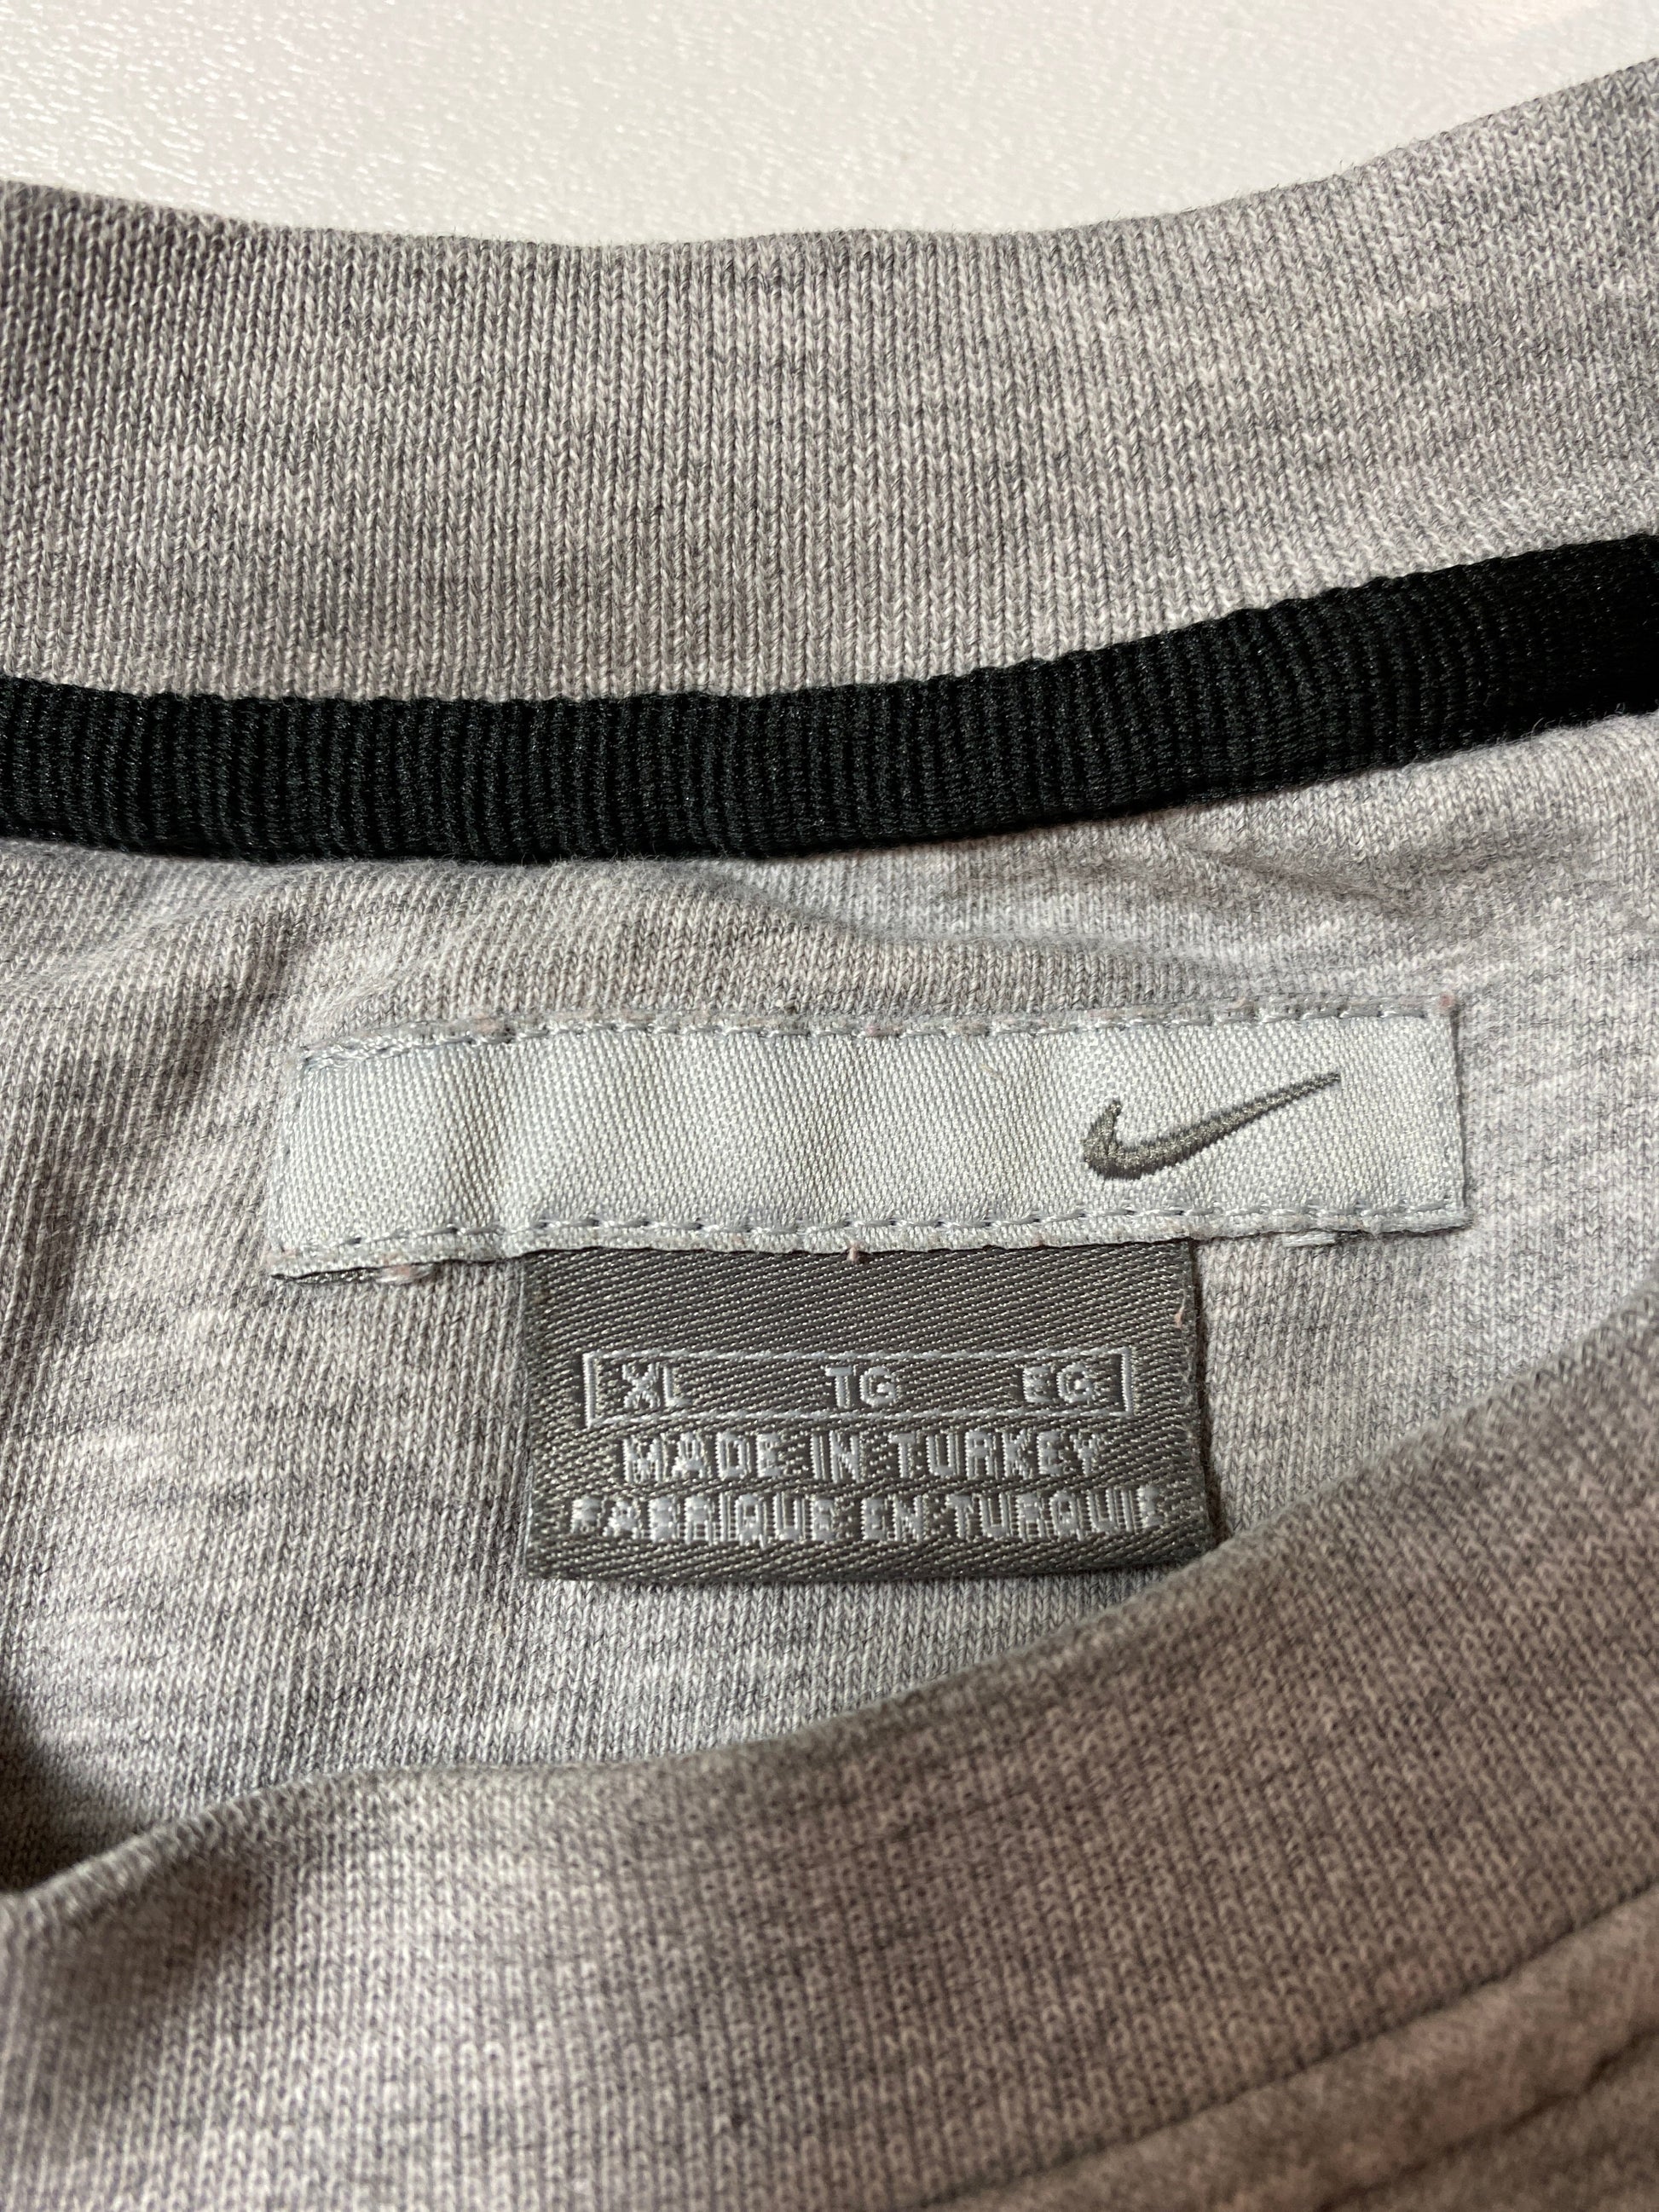 XL TG EG
MADE IN TURKEY
FABRIQUE EN TURQUIE